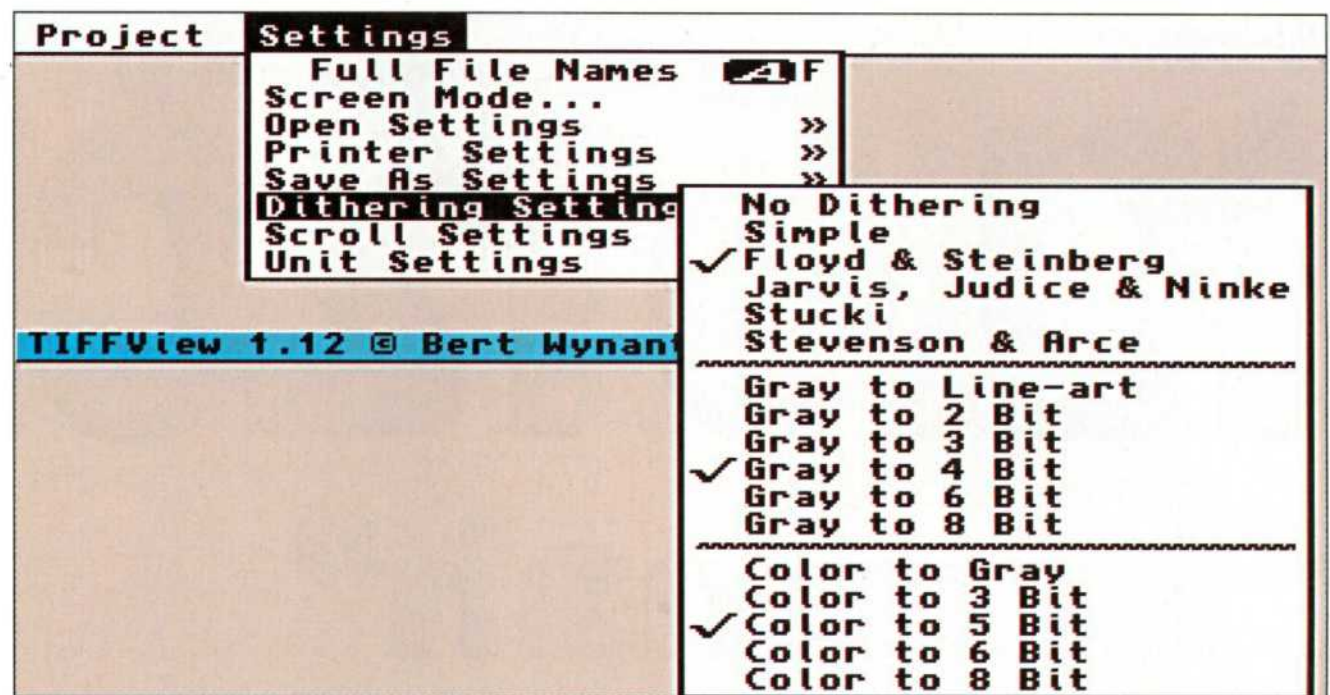 Project Settings
Full File Names F
Screen Mode...
Open Settings »
Printer Settings »
Save As Settings »
Dithering Setting
Scroll Settings
Unit Settings
No Dithering
Simple
✓Floyd & Steinberg
Jarvis, Judice & Ninke
Stucki
Stevenson & Arce
Gray to Line-art
Gray to 2 Bit
Gray to 3 Bit
✓Gray to 4 Bit
Gray to 6 Bit
Gray to 8 Bit
Color to Gray
Color to 3 Bit
✓Color to 5 Bit
Color to 6 Bit
Color to 8 Bit
TIFFView 1.12 © Bert Wynant